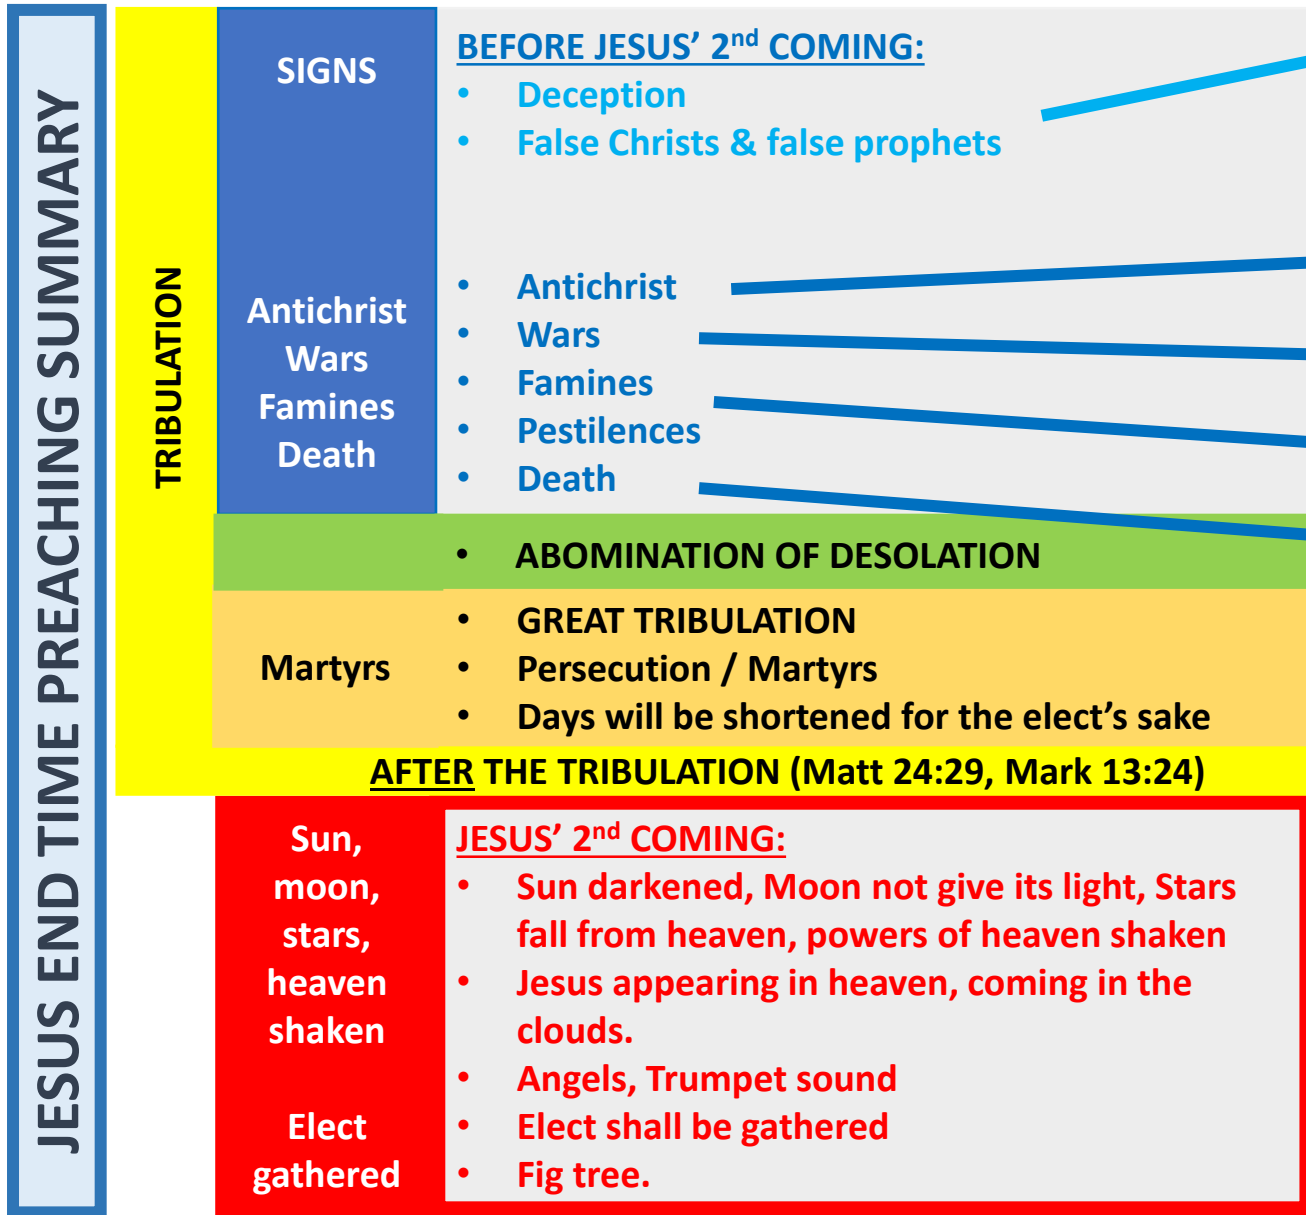 JESUS END TIME PREACHING SUMMARY
TRIBULATION
SIGNS
Antichrist
Wars
Famines
Death
BEFORE JESUS’ 2nd COMING:
• Deception
• False Christs & false prophets
• Antichrist
• Wars
• Famines
• Pestilences
• Death
• ABOMINATION OF DESOLATION
Martyrs
• GREAT TRIBULATION
• Persecution / Martyrs
• Days will be shortened for the elect’s sake
AFTER THE TRIBULATION (Matt 24:29, Mark 13:24)
Sun,
moon,
stars,
heaven
shaken
Elect
gathered
JESUS’ 2nd COMING:
• Sun darkened, Moon not give its light, Stars
fall from heaven, powers of heaven shaken
• Jesus appearing in heaven, coming in the
clouds.
• Angels, Trumpet sound
• Elect shall be gathered
• Fig tree.